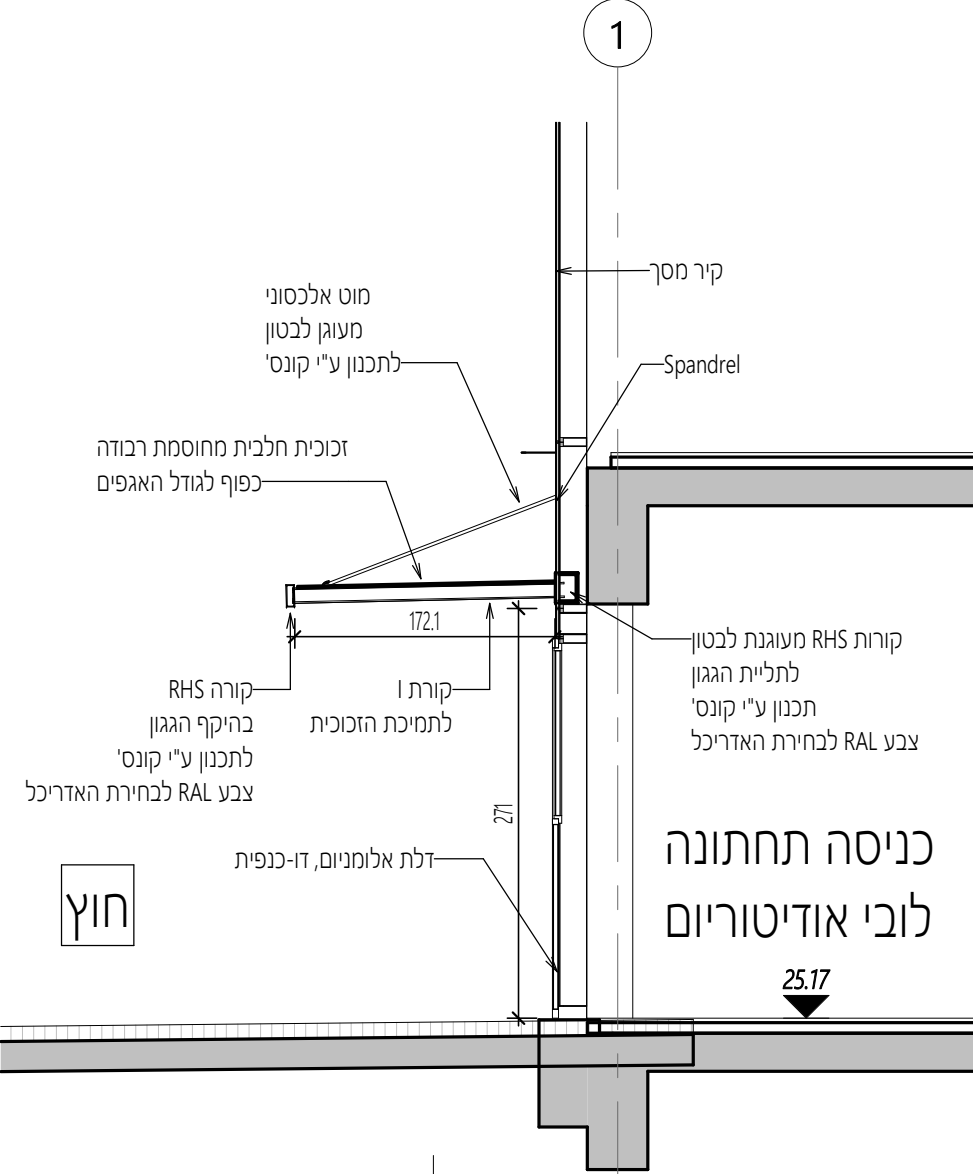 1
קיר מסך
מוט אלכסוני
מעוגן לבטון
לתכנון ע"י קונס'
Spandrel
זכוכית חלבית מחוסמת רבודה
כפוף לגודל האגפים
172.1
קורות RHS מעוגנת לבטון
לתליית הגגון
תכנון ע"י קונס'
צבע RAL לבחירת האדריכל
קורת I
לתמיכת הזכוכית
קורה RHS
בהיקף הגגון
לתכנון ע"י קונס'
צבע RAL לבחירת האדריכל
271
דלת אלומניום, דו-כנפית
כניסה תחתונה
לובי אודיטוריום
חוץ
25.17